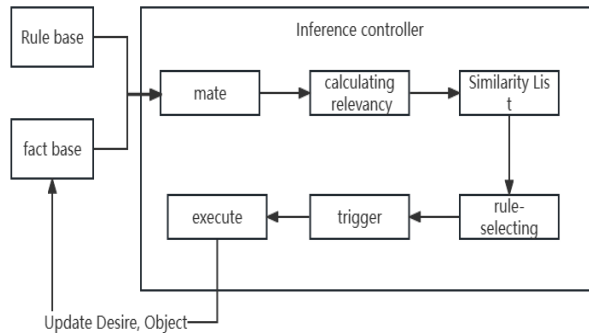 Inference controller
Rule base
mate
calculating
relevancy
Similarity Lis
t
fact base
execute
trigger
rule-
selecting
Update Desire, Object